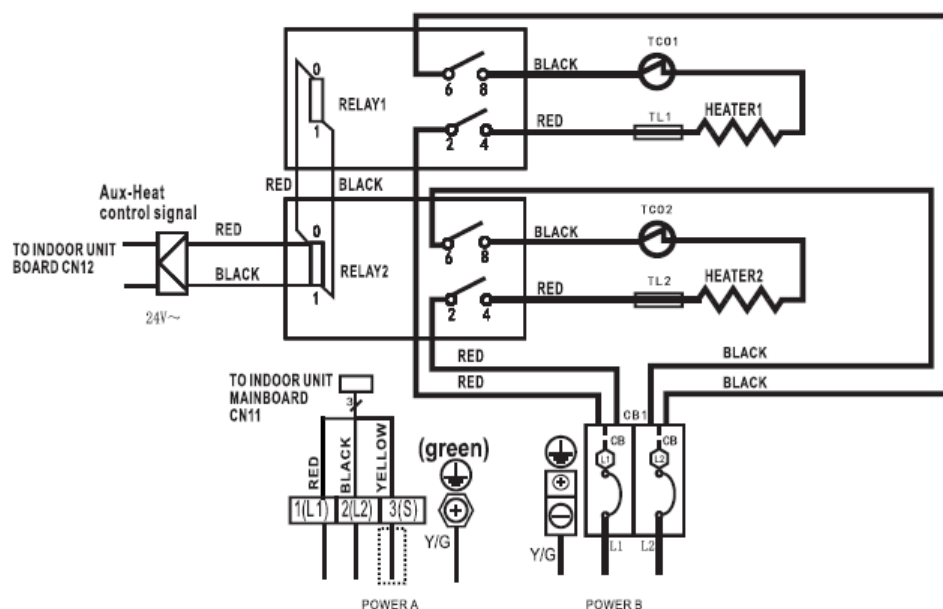 TCO1
BLACK
0
6
8
RELAY1
HEATER1
RED
TL1
1
2
4
RED
BLACK
Aux-Heat
control signal
TCO2
RED
0
BLACK
TO INDOOR UNIT
BOARD CN12
6
8
RELAY2
HEATER2
BLACK
RED
TL2
1
2
4
24V~
RED
BLACK
TO INDOOR UNIT
MAINBOARD
CN11
RED
BLACK
3
CB1
(green)
CB
CB
RED
BLACK
YELLOW
L1
L2
1(L1)
2(L2)
3(S)
Y/G
Y/G
L1
L2
POWER A
POWER B